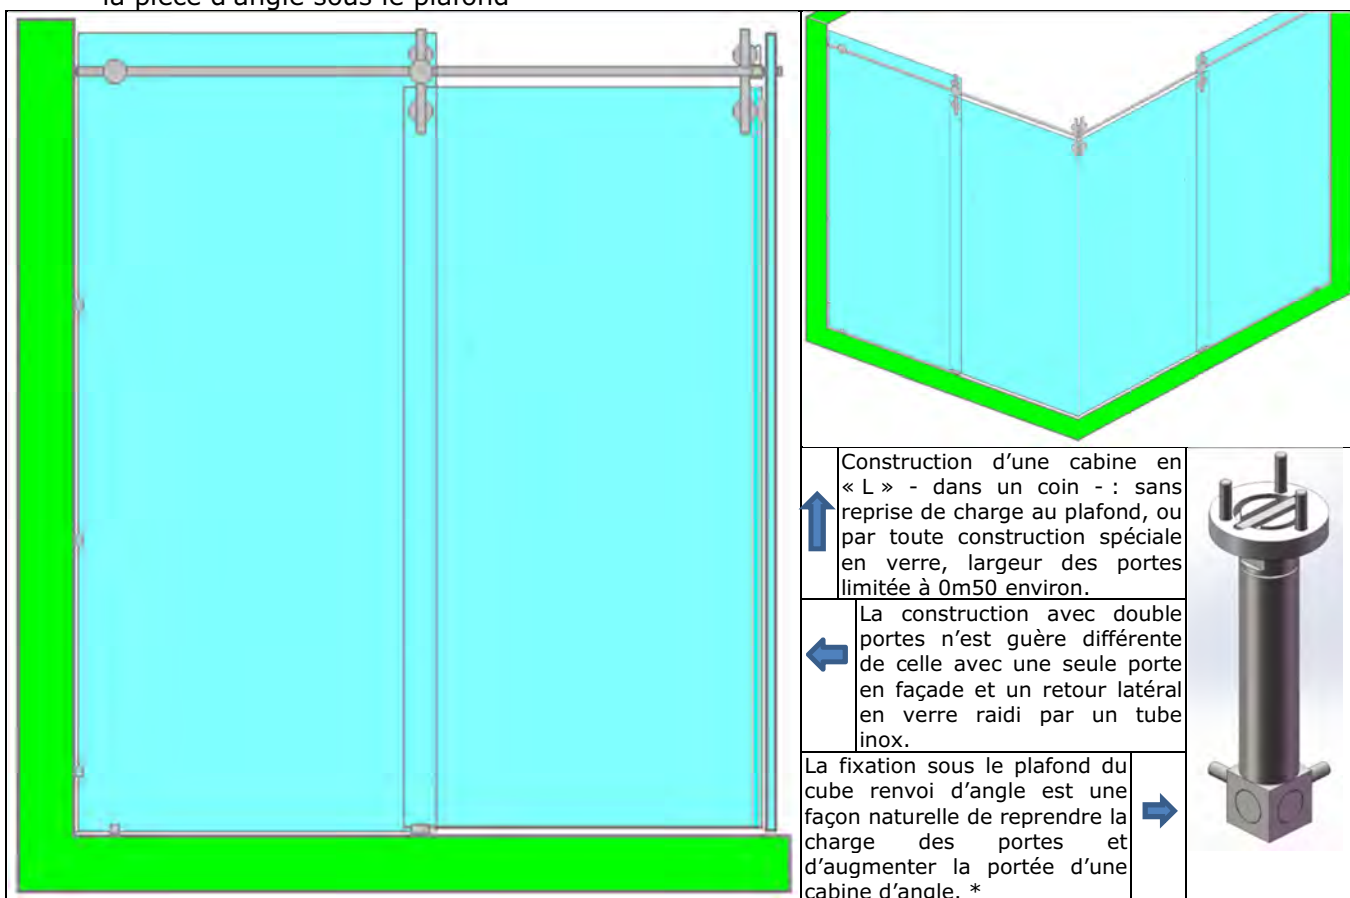 la pièce d'angle sous le plafond
Construction d'une cabine en
« L » - dans un coin - : sans
reprise de charge au plafond, ou
par toute construction spéciale
en verre, largeur des portes
limitée à 0m50 environ.
La construction avec double
portes n'est guère différente
de celle avec une seule porte
en façade et un retour latéral
en verre raidi par un tube
inox.
La fixation sous le plafond du
cube renvoi d'angle est une
façon naturelle de reprendre la
charge des portes et
d'augmenter la portée d'une
cabine d'angle. *